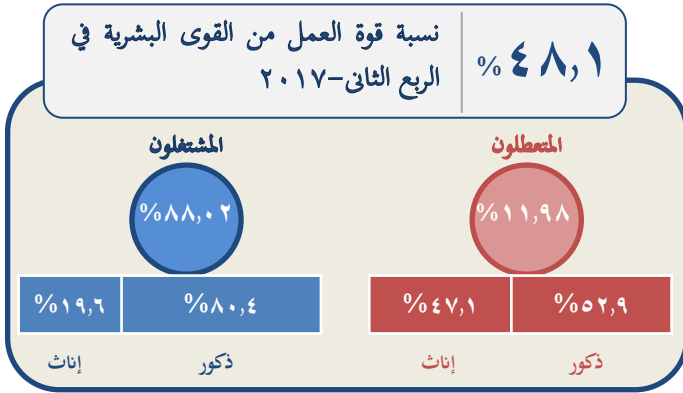 %٤٨,١
نسبة قوة العمل من القوى البشرية في
الربع الثانى–٢٠١٧
المتعطلون
المشتغلون
%١١,٩٨
%٨٨,٠٢
%٥٢,٩
%٤٧,١
%٨٠,٤
%١٩,٦
ذكور
إناث
ذكور
إناث